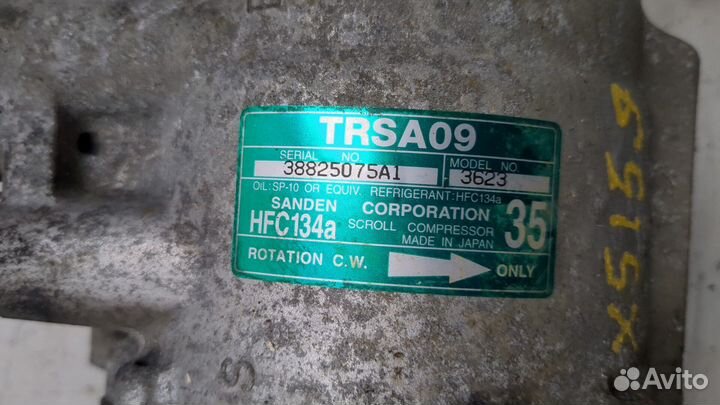 TRSA09
SERIAL NO. MODEL NO.
38825075A1 3623
OIL:SP-10 OR EQUIV. REFRIGERANT:HFC134a
SANDEN CORPORATION
HFC134a SCROLL COMPRESSOR 35
MADE IN JAPAN
ROTATION C.W. ONLY
S
Avito